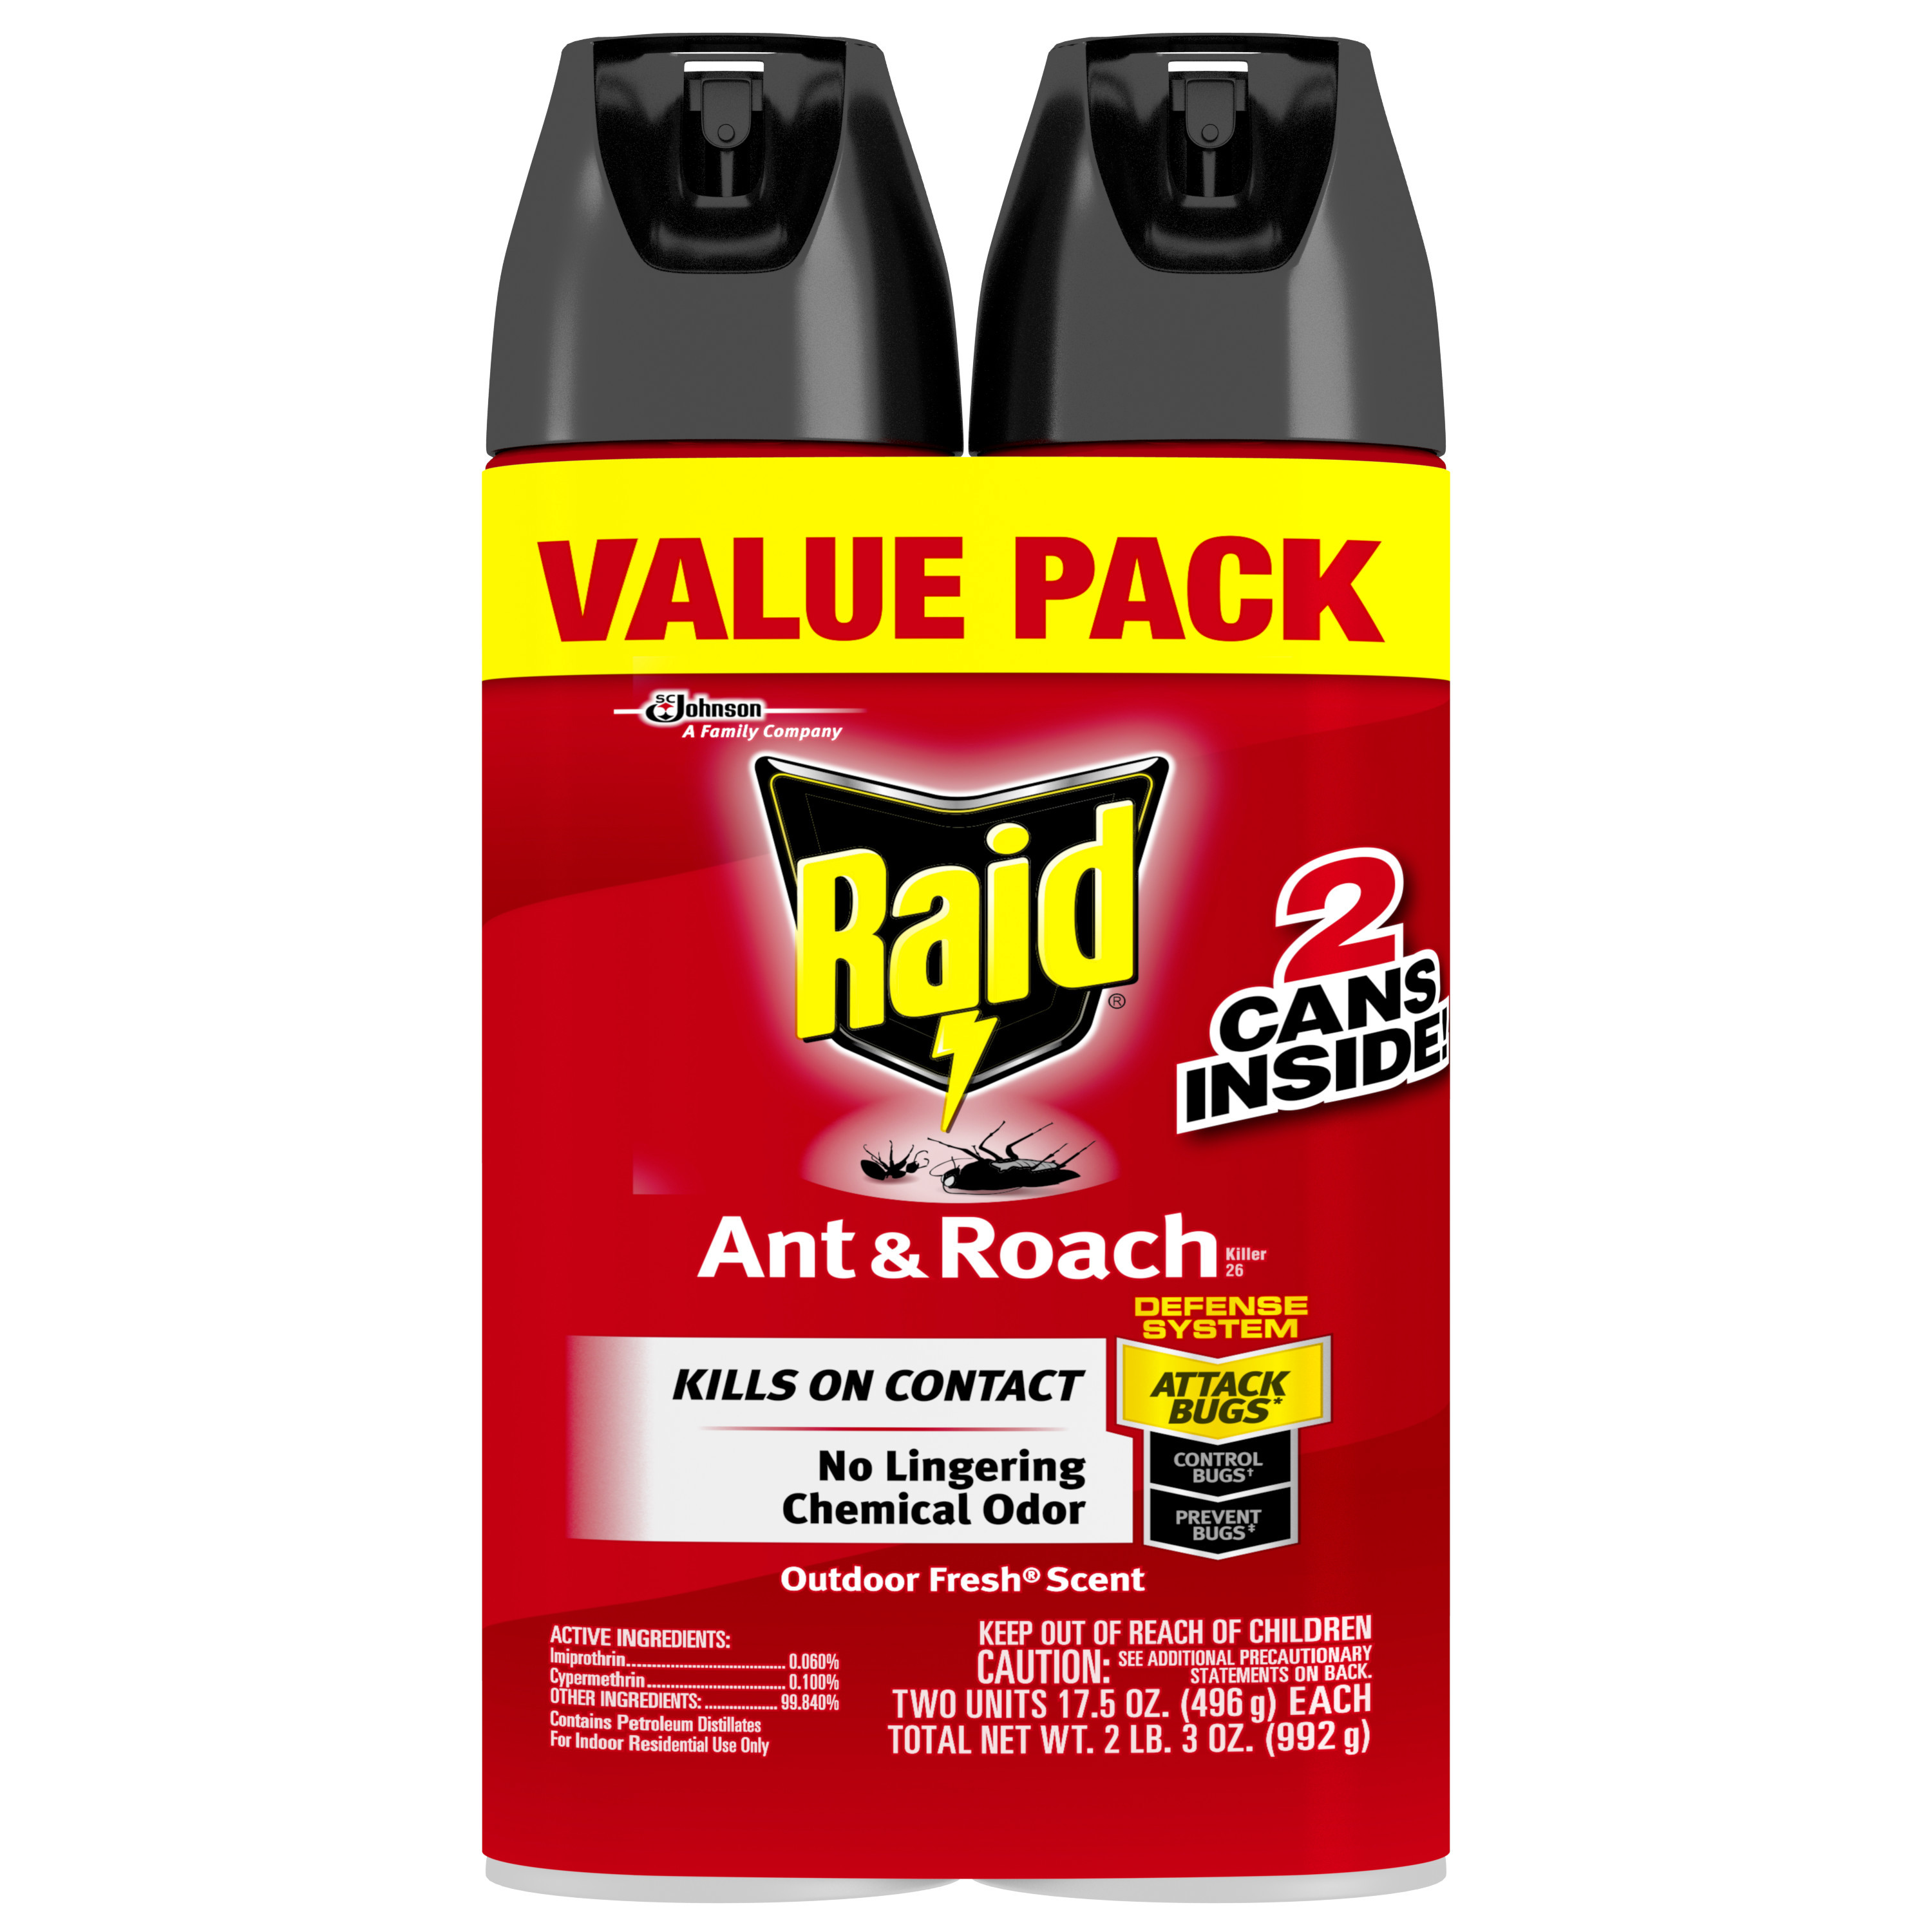 VALUE PACK
SC Johnson
A Family Company
Raid®
2
CANS
INSIDE!
Ant & Roach Killer 26
DEFENSE
SYSTEM
KILLS ON CONTACT
No Lingering
Chemical Odor
ATTACK
BUGS*
CONTROL
BUGS†
PREVENT
BUGS‡
Outdoor Fresh® Scent
ACTIVE INGREDIENTS:
Imiprothrin.......... 0.060%
Cypermethrin.......... 0.100%
OTHER INGREDIENTS: .......... 99.840%
Contains Petroleum Distillates
For Indoor Residential Use Only
KEEP OUT OF REACH OF CHILDREN
CAUTION: SEE ADDITIONAL PRECAUTIONARY
STATEMENTS ON BACK.
TWO UNITS 17.5 OZ. (496 g) EACH
TOTAL NET WT. 2 LB. 3 OZ. (992 g)